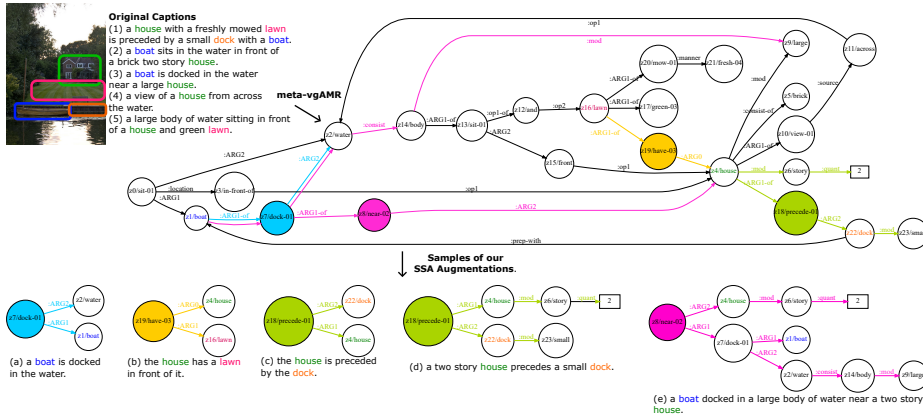 Original Captions
(1) a house with a freshly mowed lawn
is preceded by a small dock with a boat.
(2) a boat sits in the water in front of
a brick two story house.
(3) a boat is docked in the water
near a large house.
(4) a view of a house from across
the water.
(5) a large body of water sitting in front
of a house and green lawn.
meta-vgAMR
:op1
:mod
z9/large
z11/across
z20/mow-01
:manner
z21/fresh-04
:ARG1-of
:mod
:source
z2/water
:consist
z14/body
:ARG1-of
z13/sit-01
:op1-of
z12/and
:op2
z16/lawn
:ARG1-of
z17/green-03
z5/brick
:consist-of
z10/view-01
:ARG1-of
:ARG2
:ARG2
:ARG2
:ARG1-of
z19/have-03
:ARG0
z15/front
:op1
z4/house
:mod
z6/story
:quant
2
z0/sit-01
:location
z3/in-front-of
:op1
:ARG1
:ARG1-of
z1/boat
:ARG1-of
z7/dock-01
:ARG1-of
z8/near-02
:ARG2
z18/precede-01
:ARG2
z22/dock
:mod
z23/small
:prep-with
Samples of our
SSA Augmentations.
z7/dock-01
:ARG2
z2/water
:ARG1
z1/boat
(a) a boat is docked
in the water.
z19/have-03
:ARG0
z4/house
:ARG1
z16/lawn
(b) the house has a lawn
in front of it.
z18/precede-01
:ARG2
z22/dock
:ARG1
z4/house
(c) the house is preceded
by the dock.
z18/precede-01
:ARG1
z4/house
:mod
z6/story
:quant
2
:ARG2
z22/dock
:mod
z23/small
(d) a two story house precedes a small dock.
z8/near-02
:ARG2
z4/house
:mod
z6/story
:quant
2
:ARG1
z7/dock-01
:ARG1
z1/boat
:ARG2
z2/water
:consist
z14/body
:mod
z9/large
(e) a boat docked in a large body of water near a two story
house.